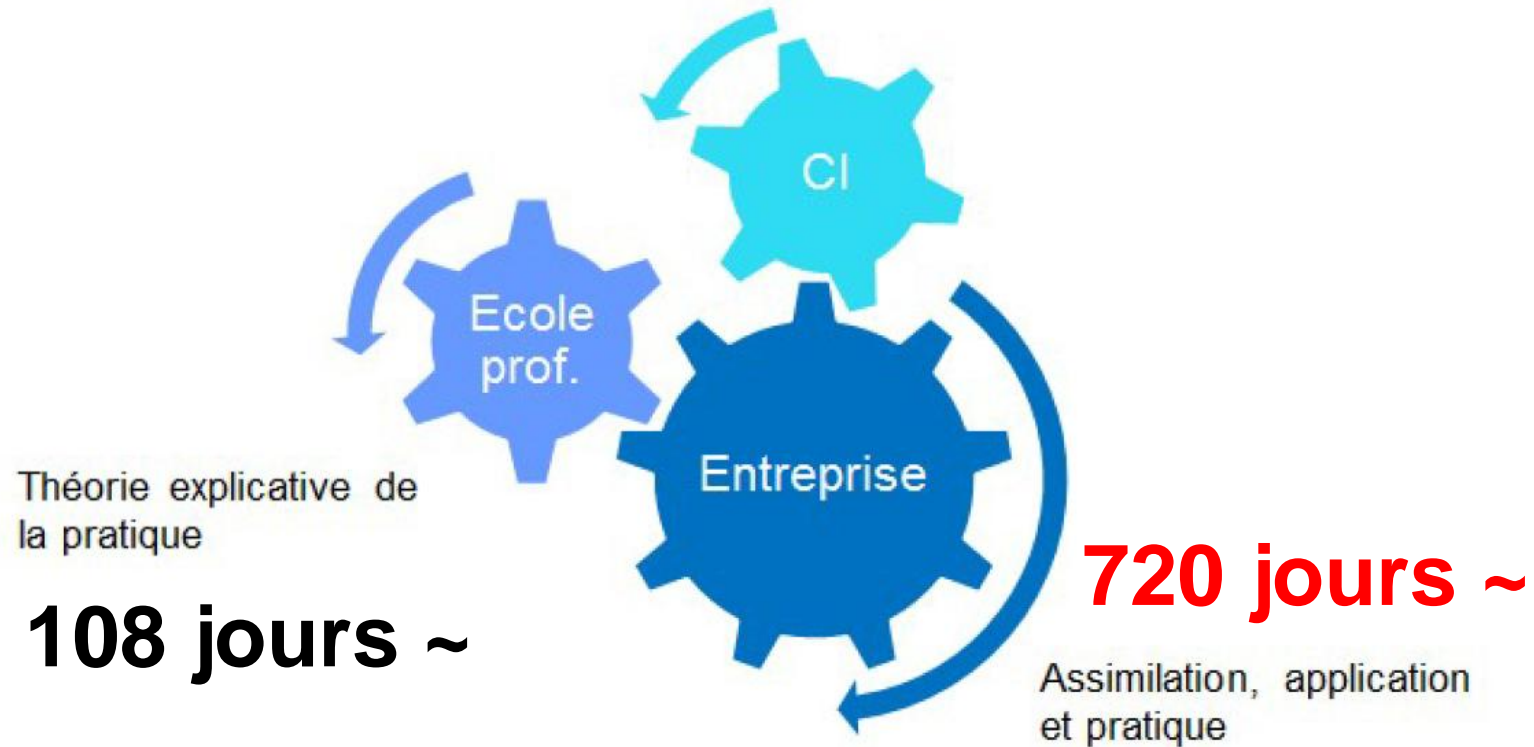 CI
Ecole
prof.
Entreprise
Théorie explicative de
la pratique
108 jours ~
720 jours ~
Assimilation, application
et pratique